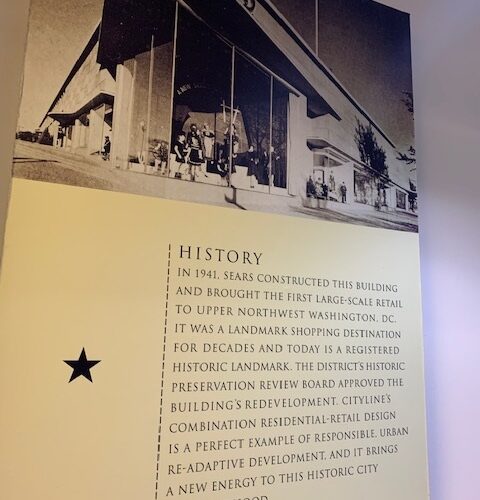 HISTORY
IN 1941, SEARS CONSTRUCTED THIS BUILDING
AND BROUGHT THE FIRST LARGE-SCALE RETAIL
TO UPPER NORTHWEST WASHINGTON, DC.
IT WAS A LANDMARK SHOPPING DESTINATION
FOR DECADES AND TODAY IS A REGISTERED
HISTORIC LANDMARK. THE DISTRICT'S HISTORIC
PRESERVATION REVIEW BOARD APPROVED THE
BUILDING'S REDEVELOPMENT. CITYLINE'S
COMBINATION RESIDENTIAL-RETAIL DESIGN
IS A PERFECT EXAMPLE OF RESPONSIBLE, URBAN
RE-ADAPTIVE DEVELOPMENT, AND IT BRINGS
A NEW ENERGY TO THIS HISTORIC CITY